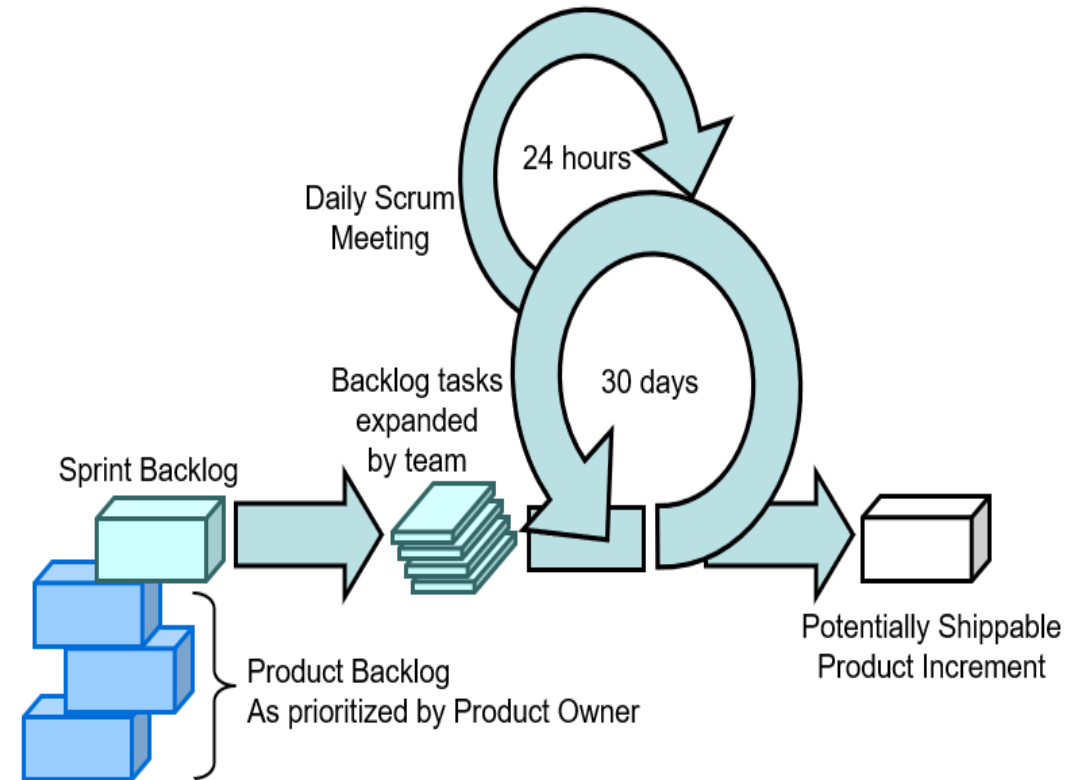 24 hours
Daily Scrum
Meeting
Backlog tasks
expanded
by team
30 days
Sprint Backlog
Potentially Shippable
Product Increment
Product Backlog
As prioritized by Product Owner